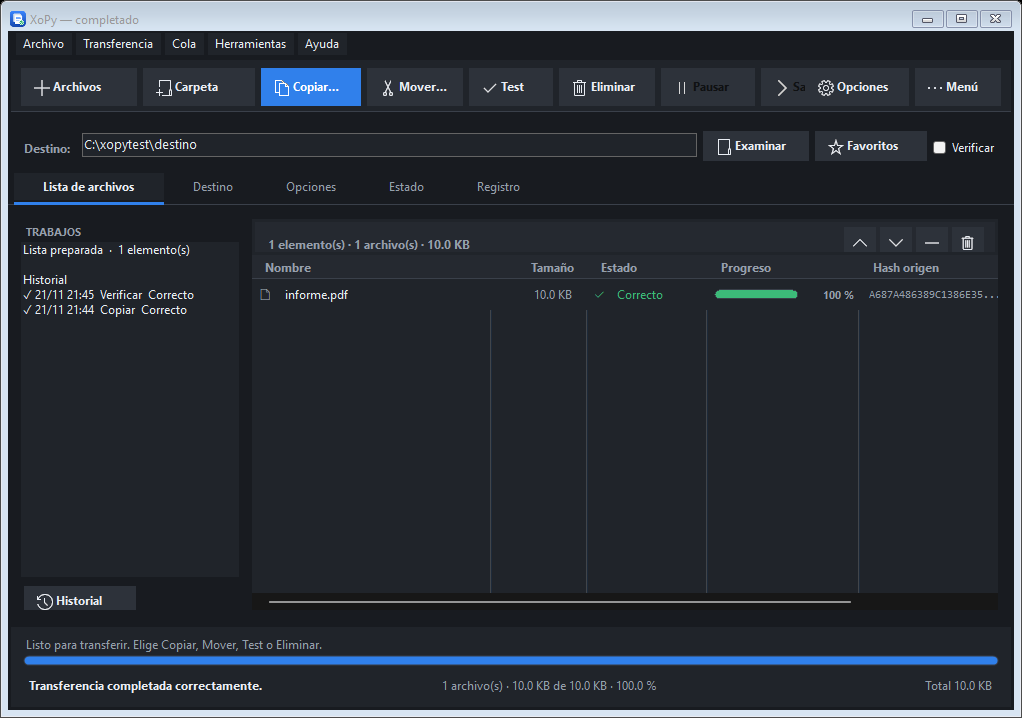 XoPy — completado
Archivo Transferencia Cola Herramientas Ayuda
Archivos Carpeta Copiar... Mover... Test Eliminar Pausar Sa Opciones ... Menú
Destino: C:\xopytest\destino Examinar Favoritos Verificar
Lista de archivos Destino Opciones Estado Registro
TRABAJOS
Lista preparada · 1 elemento(s)
Historial
✓ 21/11 21:45 Verificar Correcto
✓ 21/11 21:44 Copiar Correcto
Historial
1 elemento(s) · 1 archivo(s) · 10.0 KB
Nombre Tamaño Estado Progreso Hash origen
informe.pdf 10.0 KB ✓ Correcto 100 % A687A486389C1386E35...
Listo para transferir. Elige Copiar, Mover, Test o Eliminar.
Transferencia completada correctamente. 1 archivo(s) · 10.0 KB de 10.0 KB · 100.0 % Total 10.0 KB